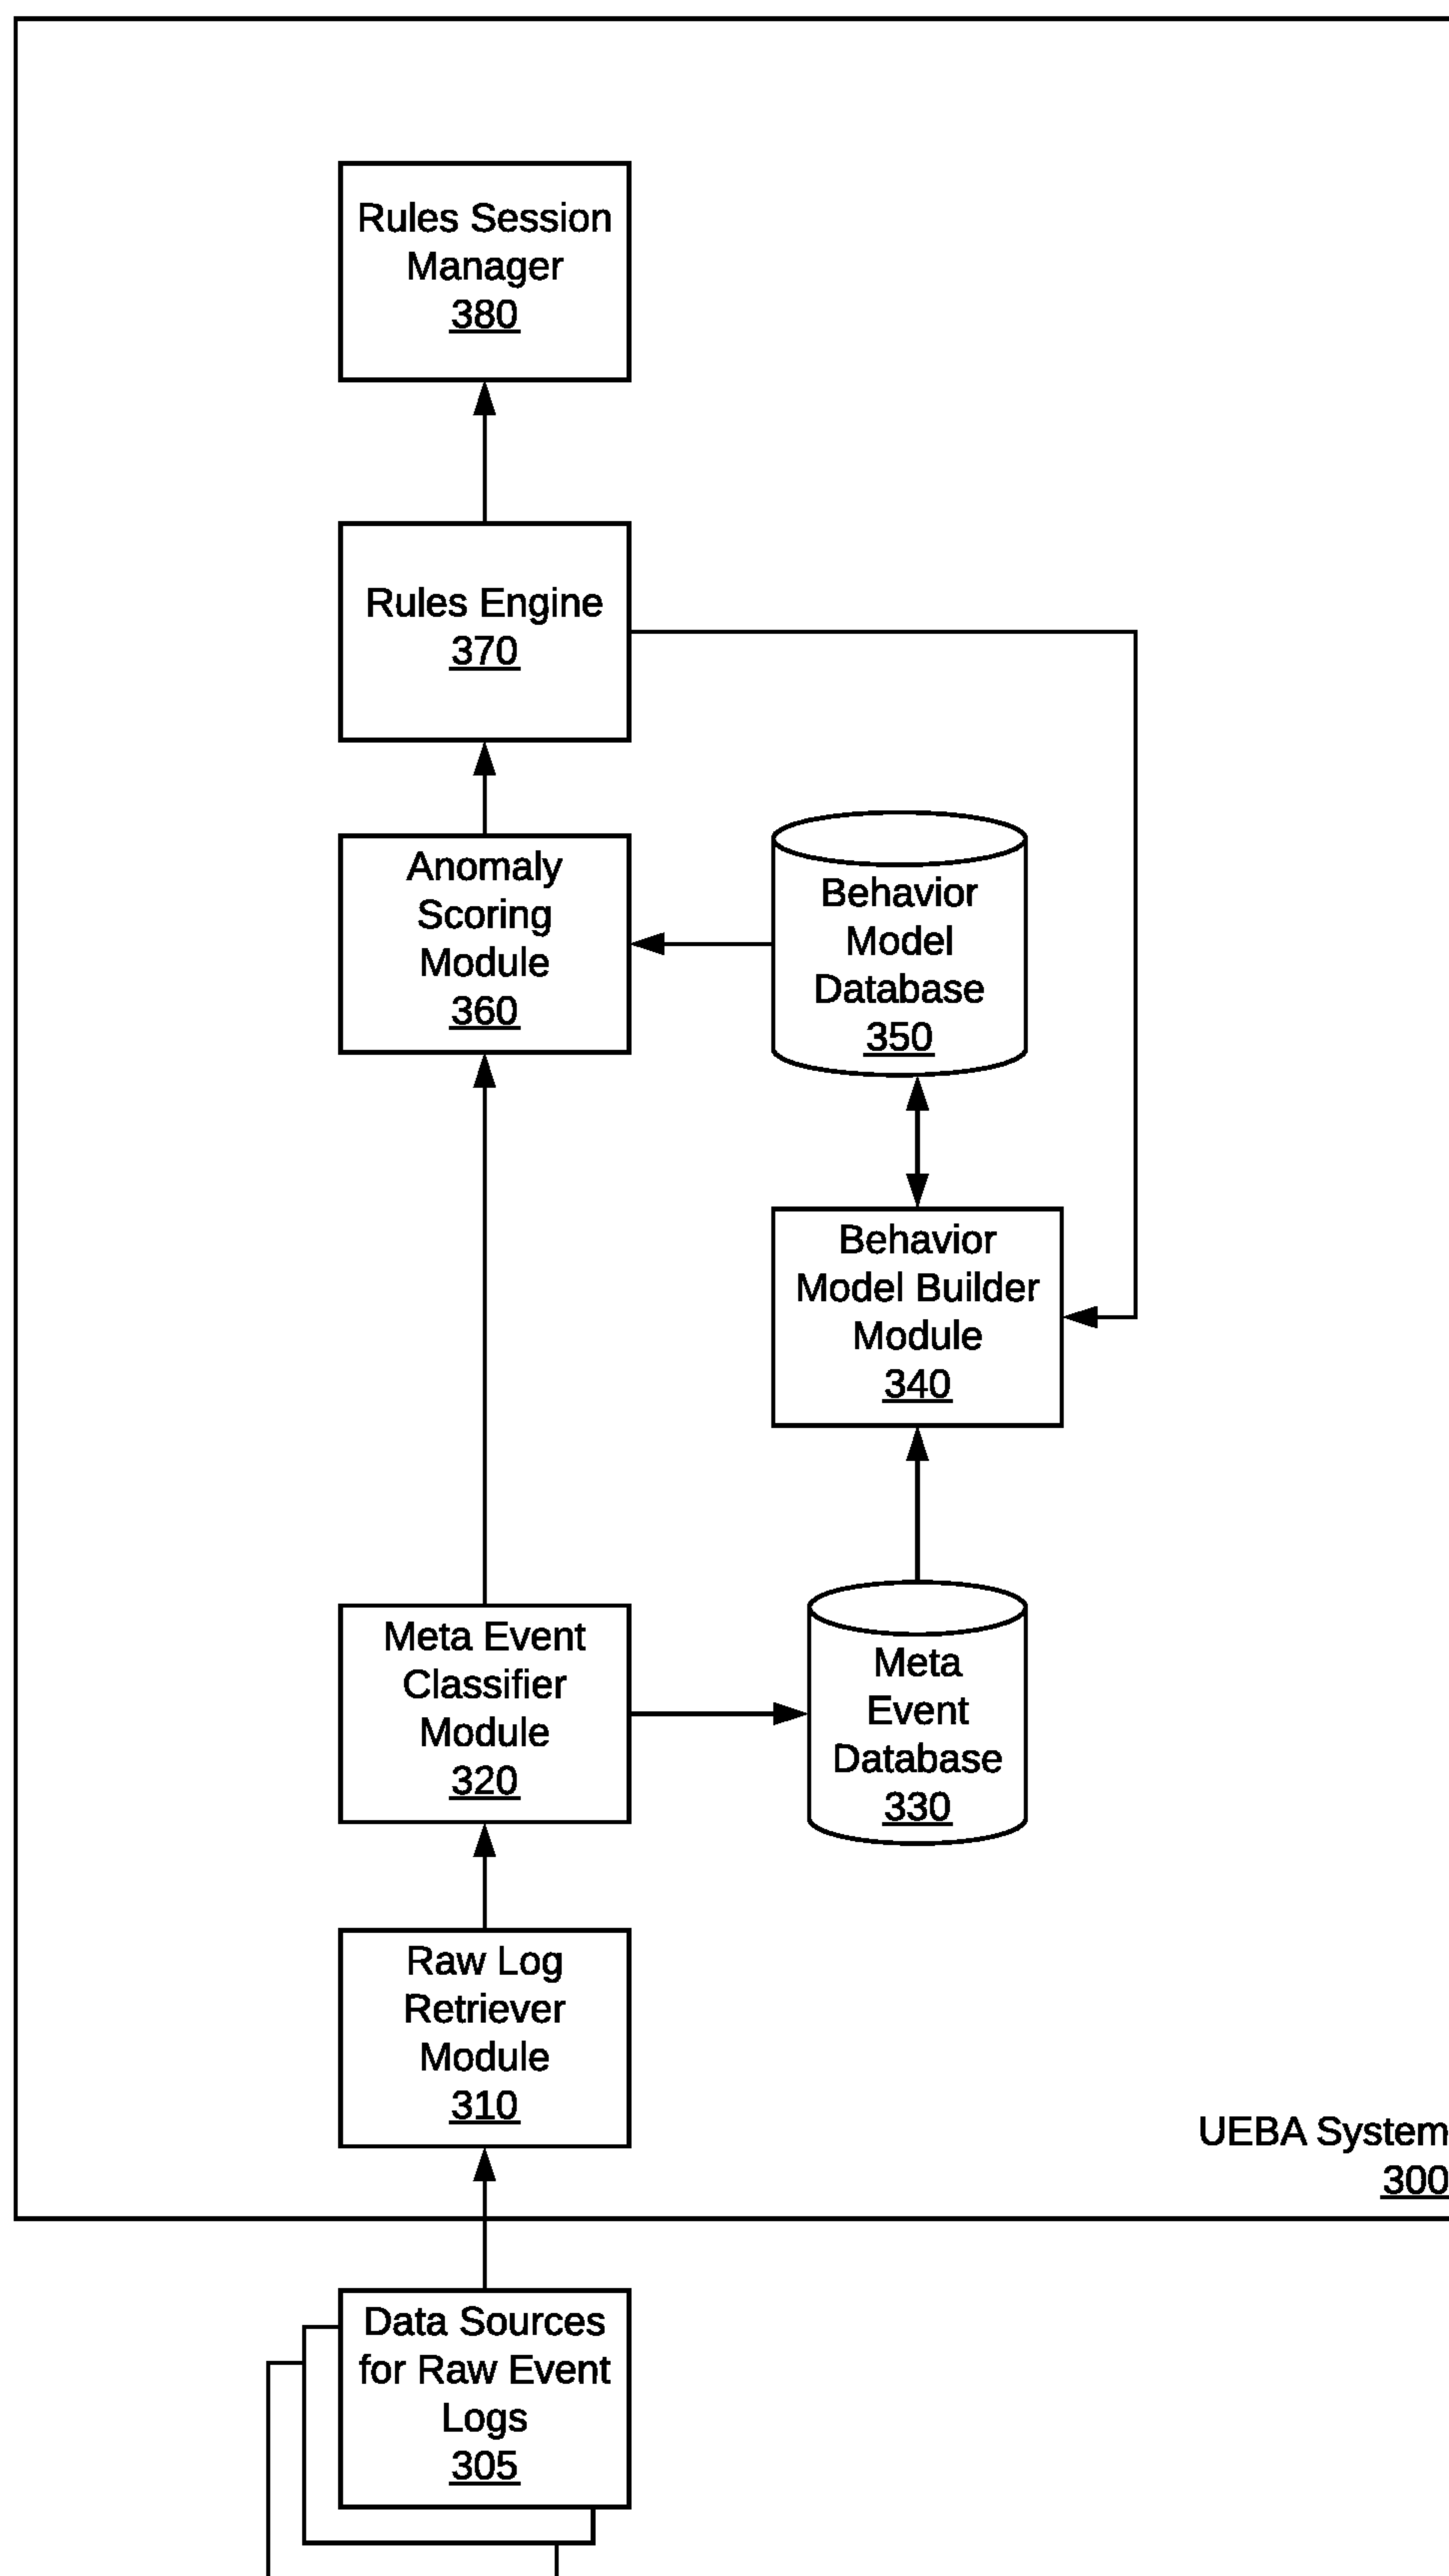 Rules Session
Manager
380
Rules Engine
370
Anomaly
Scoring
Module
360
Behavior
Model
Database
350
Behavior
Model Builder
Module
340
Meta Event
Classifier
Module
320
Meta
Event
Database
330
Raw Log
Retriever
Module
310
UEBA System
300
Data Sources
for Raw Event
Logs
305